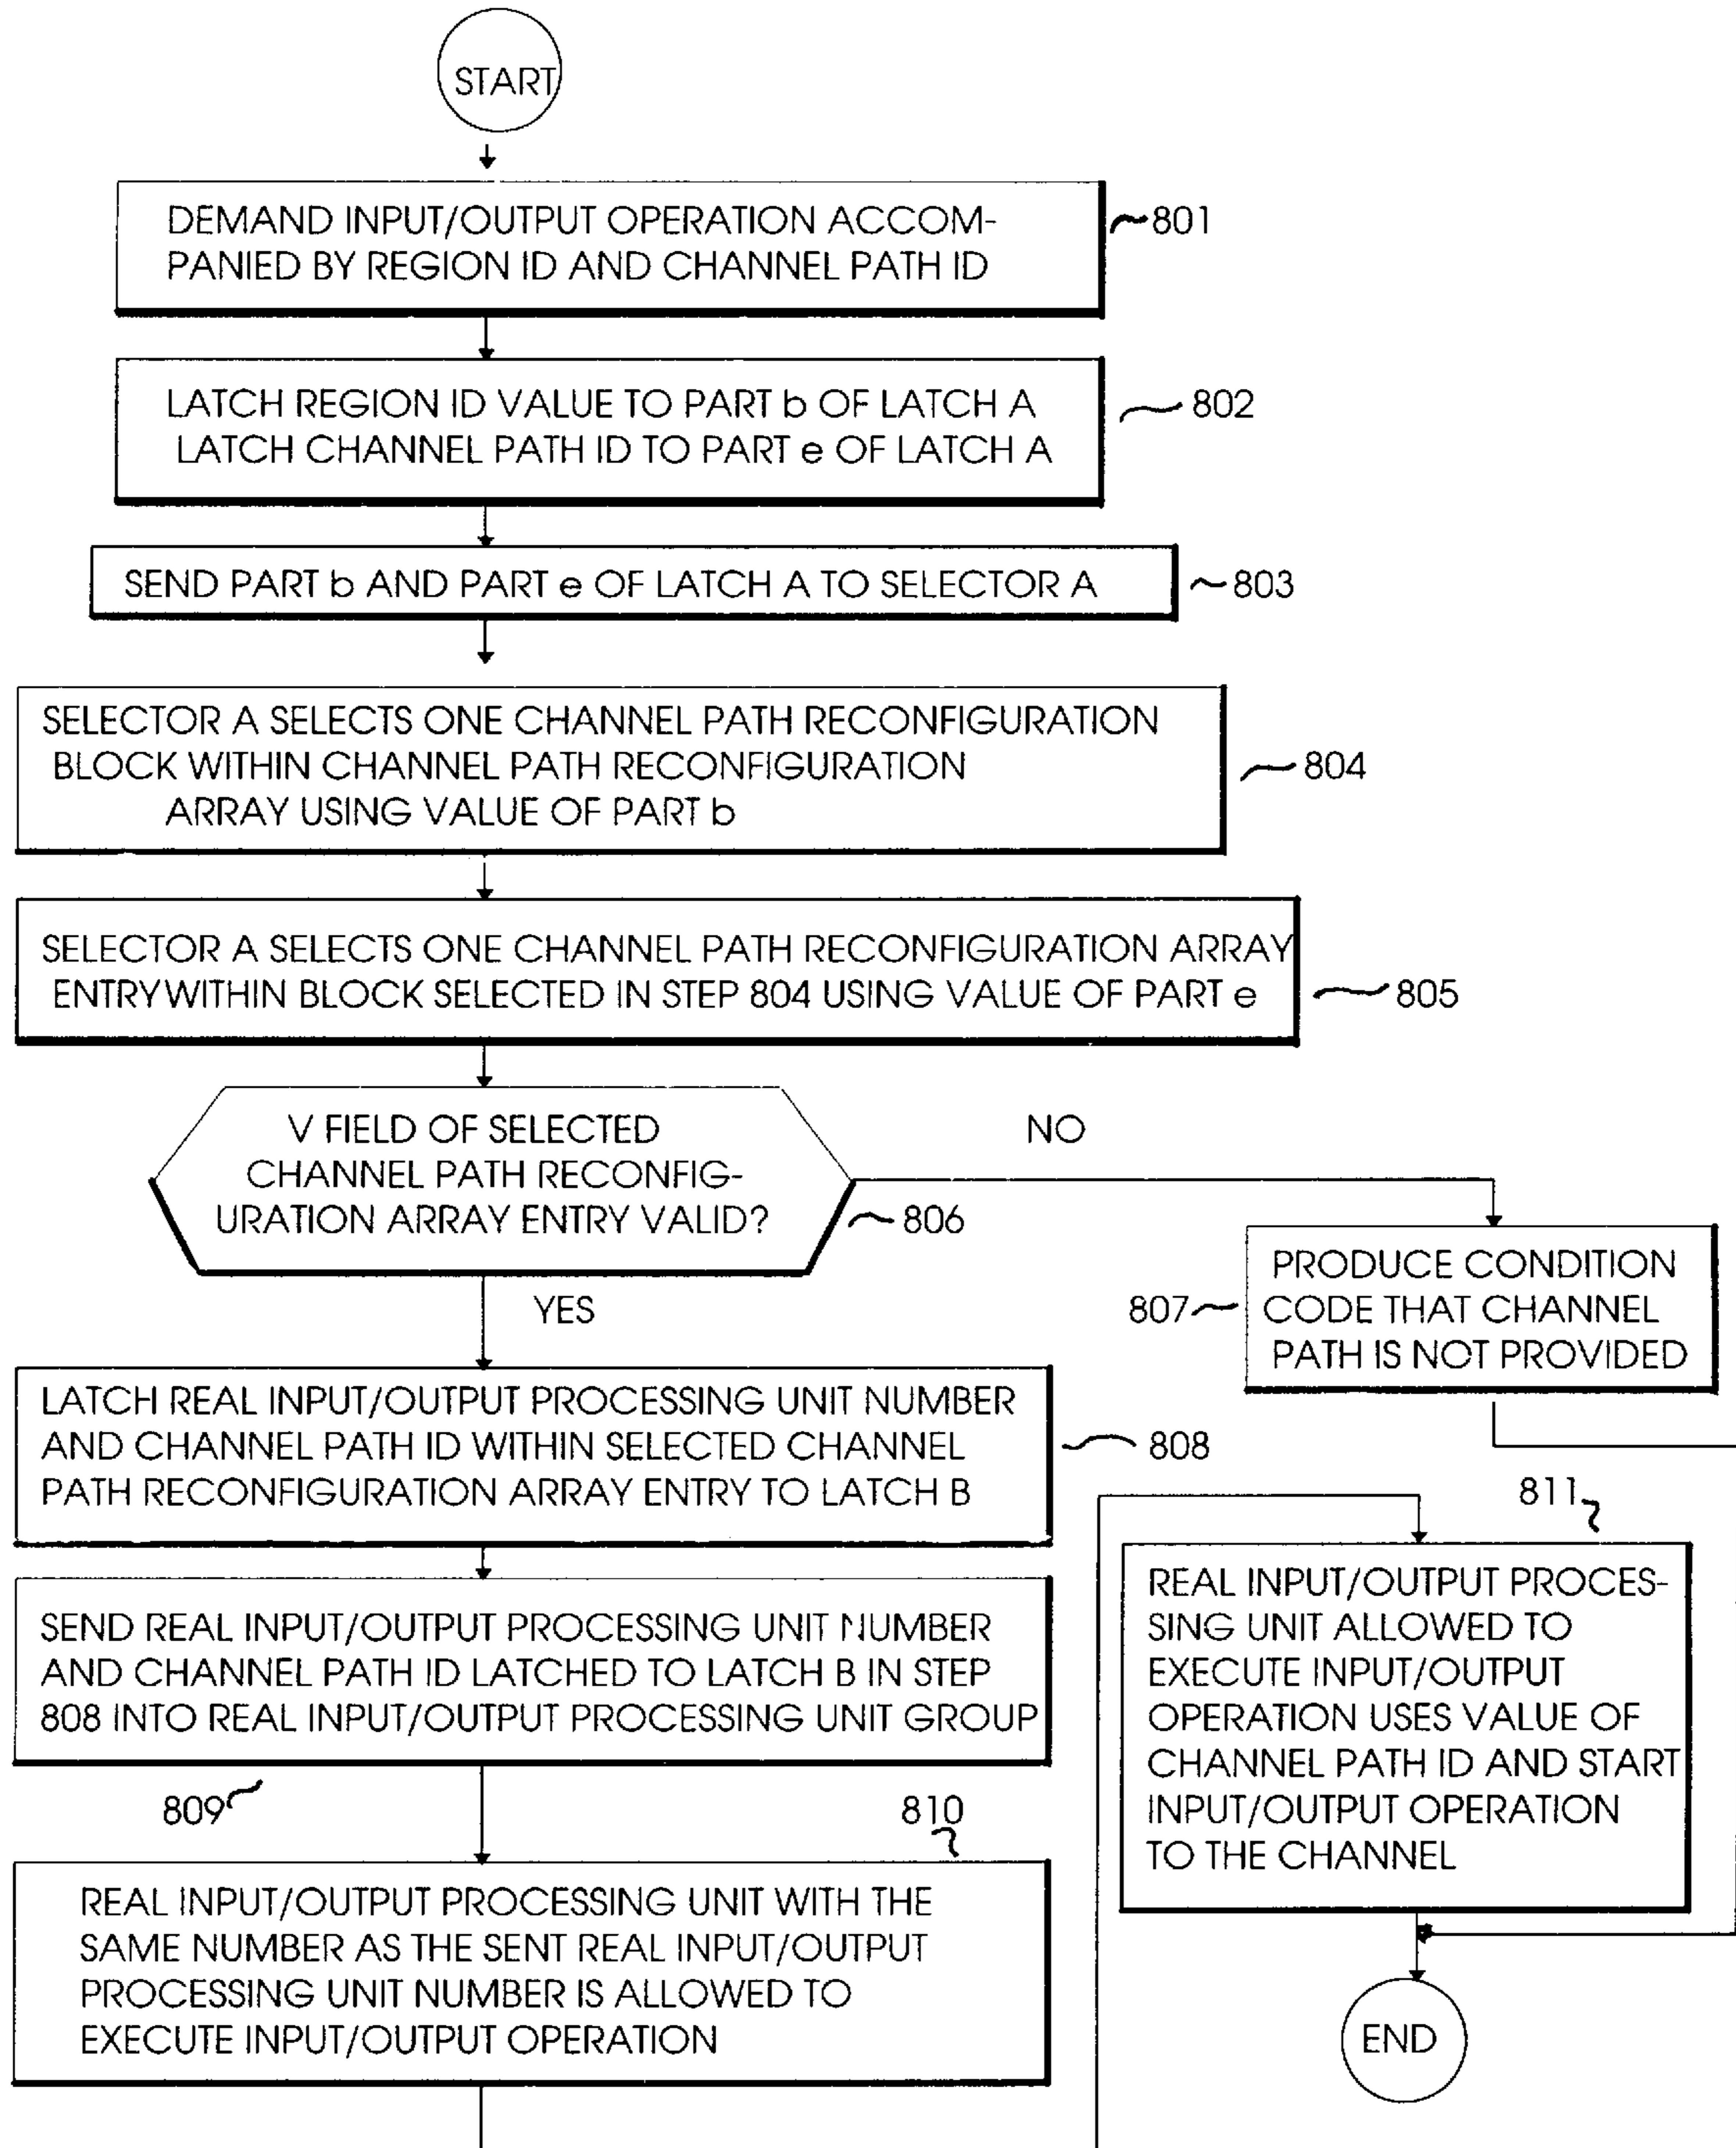 START
DEMAND INPUT/OUTPUT OPERATION ACCOM-
PANIED BY REGION ID AND CHANNEL PATH ID
801
LATCH REGION ID VALUE TO PART b OF LATCH A
LATCH CHANNEL PATH ID TO PART e OF LATCH A
802
SEND PART b AND PART e OF LATCH A TO SELECTOR A
803
SELECTOR A SELECTS ONE CHANNEL PATH RECONFIGURATION
BLOCK WITHIN CHANNEL PATH RECONFIGURATION
ARRAY USING VALUE OF PART b
804
SELECTOR A SELECTS ONE CHANNEL PATH RECONFIGURATION ARRAY
ENTRYWITHIN BLOCK SELECTED IN STEP 804 USING VALUE OF PART e
805
V FIELD OF SELECTED
CHANNEL PATH RECONFIG-
URATION ARRAY ENTRY VALID?
806
NO
YES
PRODUCE CONDITION
CODE THAT CHANNEL
PATH IS NOT PROVIDED
807
LATCH REAL INPUT/OUTPUT PROCESSING UNIT NUMBER
AND CHANNEL PATH ID WITHIN SELECTED CHANNEL
PATH RECONFIGURATION ARRAY ENTRY TO LATCH B
808
SEND REAL INPUT/OUTPUT PROCESSING UNIT NUMBER
AND CHANNEL PATH ID LATCHED TO LATCH B IN STEP
808 INTO REAL INPUT/OUTPUT PROCESSING UNIT GROUP
809
810
REAL INPUT/OUTPUT PROCESSING UNIT WITH THE
SAME NUMBER AS THE SENT REAL INPUT/OUTPUT
PROCESSING UNIT NUMBER IS ALLOWED TO
EXECUTE INPUT/OUTPUT OPERATION
811
REAL INPUT/OUTPUT PROCES-
SING UNIT ALLOWED TO
EXECUTE INPUT/OUTPUT
OPERATION USES VALUE OF
CHANNEL PATH ID AND START
INPUT/OUTPUT OPERATION
TO THE CHANNEL
END